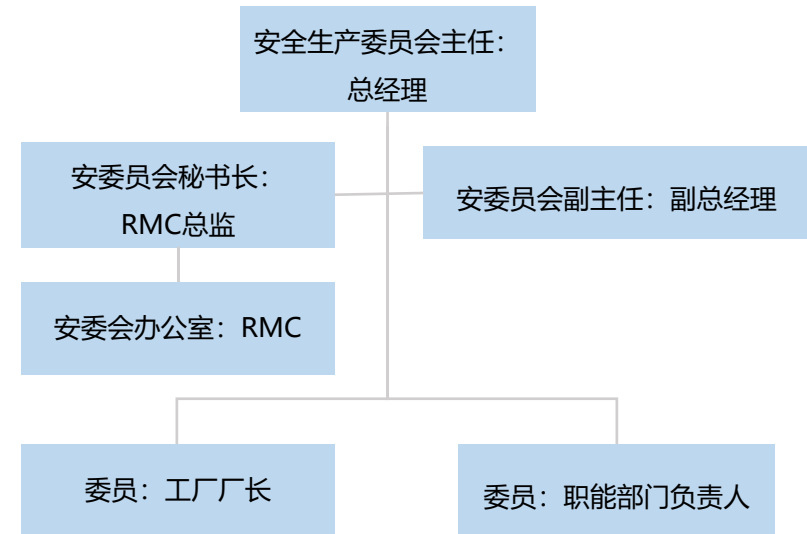 安全生产委员会主任：
总经理
安委员会秘书长：
RMC总监
安委员会副主任：副总经理
安委会办公室：RMC
委员：工厂厂长
委员：职能部门负责人